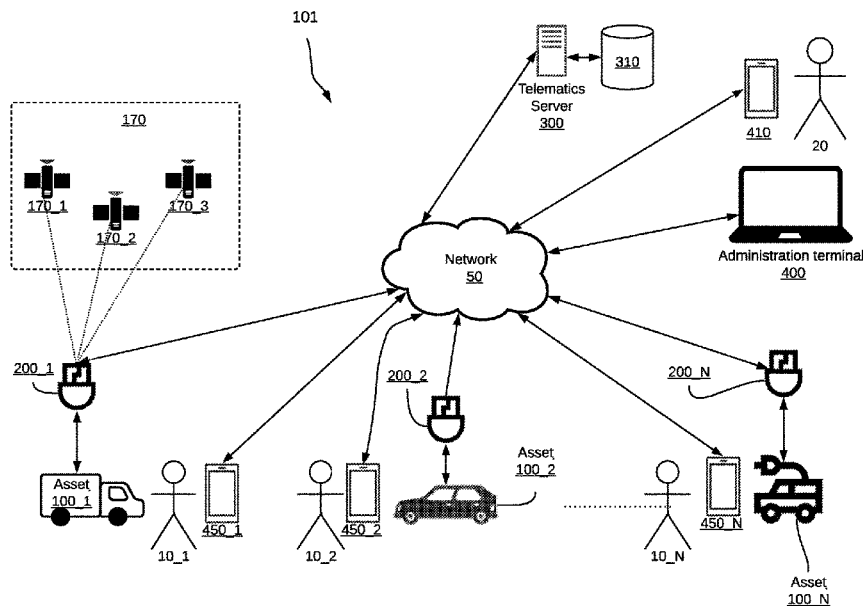 101
310
Telematics
Server
300
410
20
170
170_1
170_2
170_3
Administration terminal
400
Network
50
200_1
200_2
200_N
Asset
100_1
450_1
10_1
450_2
10_2
Asset
100_2
450_N
10_N
Asset
100_N